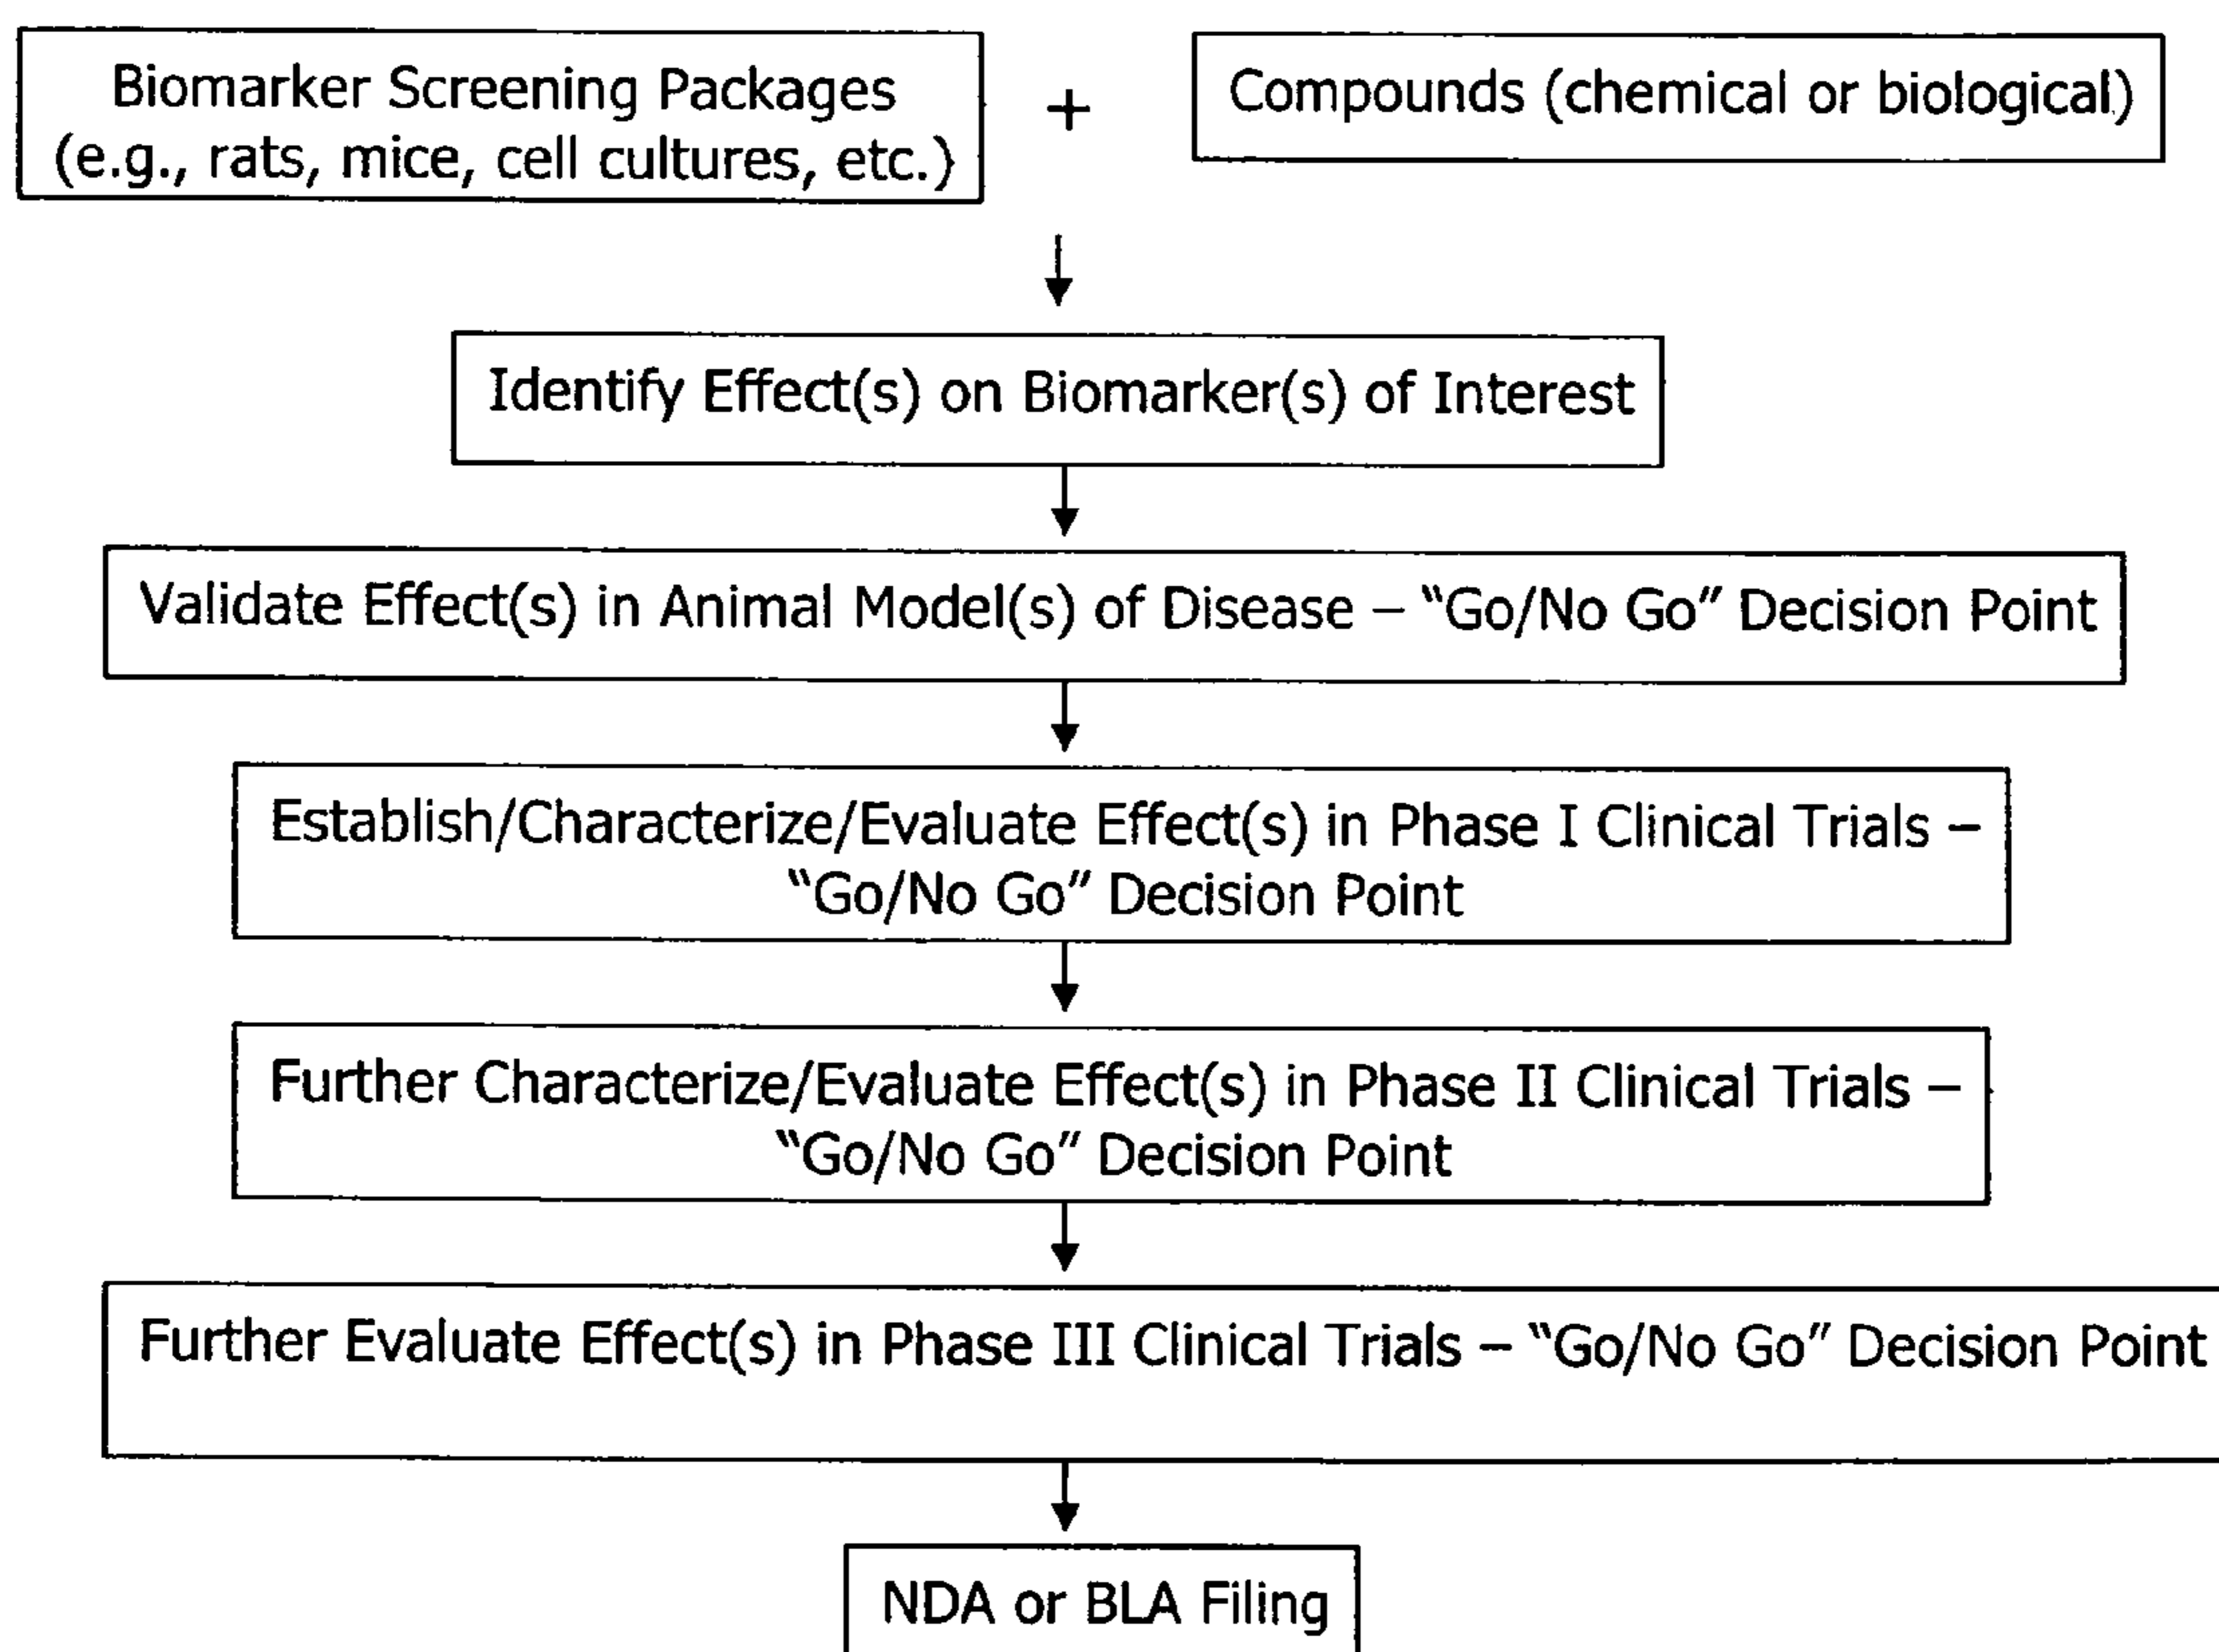 Biomarker Screening Packages
(e.g., rats, mice, cell cultures, etc.)
+
Compounds (chemical or biological)
Identify Effect(s) on Biomarker(s) of Interest
Validate Effect(s) in Animal Model(s) of Disease – “Go/No Go” Decision Point
Establish/Characterize/Evaluate Effect(s) in Phase I Clinical Trials –
“Go/No Go” Decision Point
Further Characterize/Evaluate Effect(s) in Phase II Clinical Trials –
“Go/No Go” Decision Point
Further Evaluate Effect(s) in Phase III Clinical Trials – “Go/No Go” Decision Point
NDA or BLA Filing